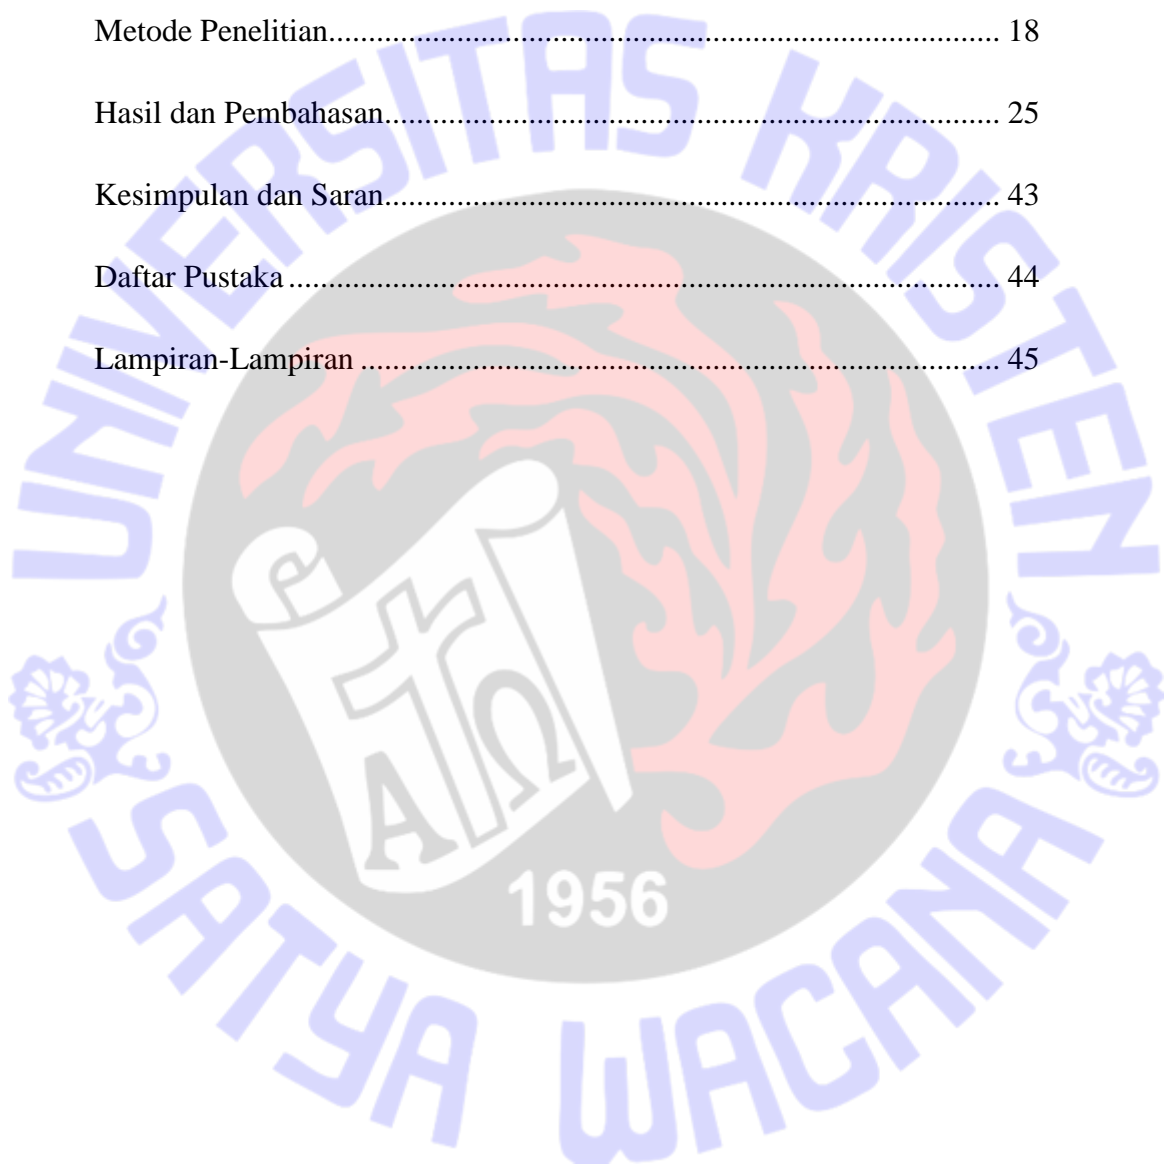 Metode Penelitian.................................................................................... 18
Hasil dan Pembahasan............................................................................. 25
Kesimpulan dan Saran............................................................................. 43
Daftar Pustaka ......................................................................................... 44
Lampiran-Lampiran ................................................................................ 45
UNIVERSITAS KRISTEN
A Ω
1956
SATYA WACANA